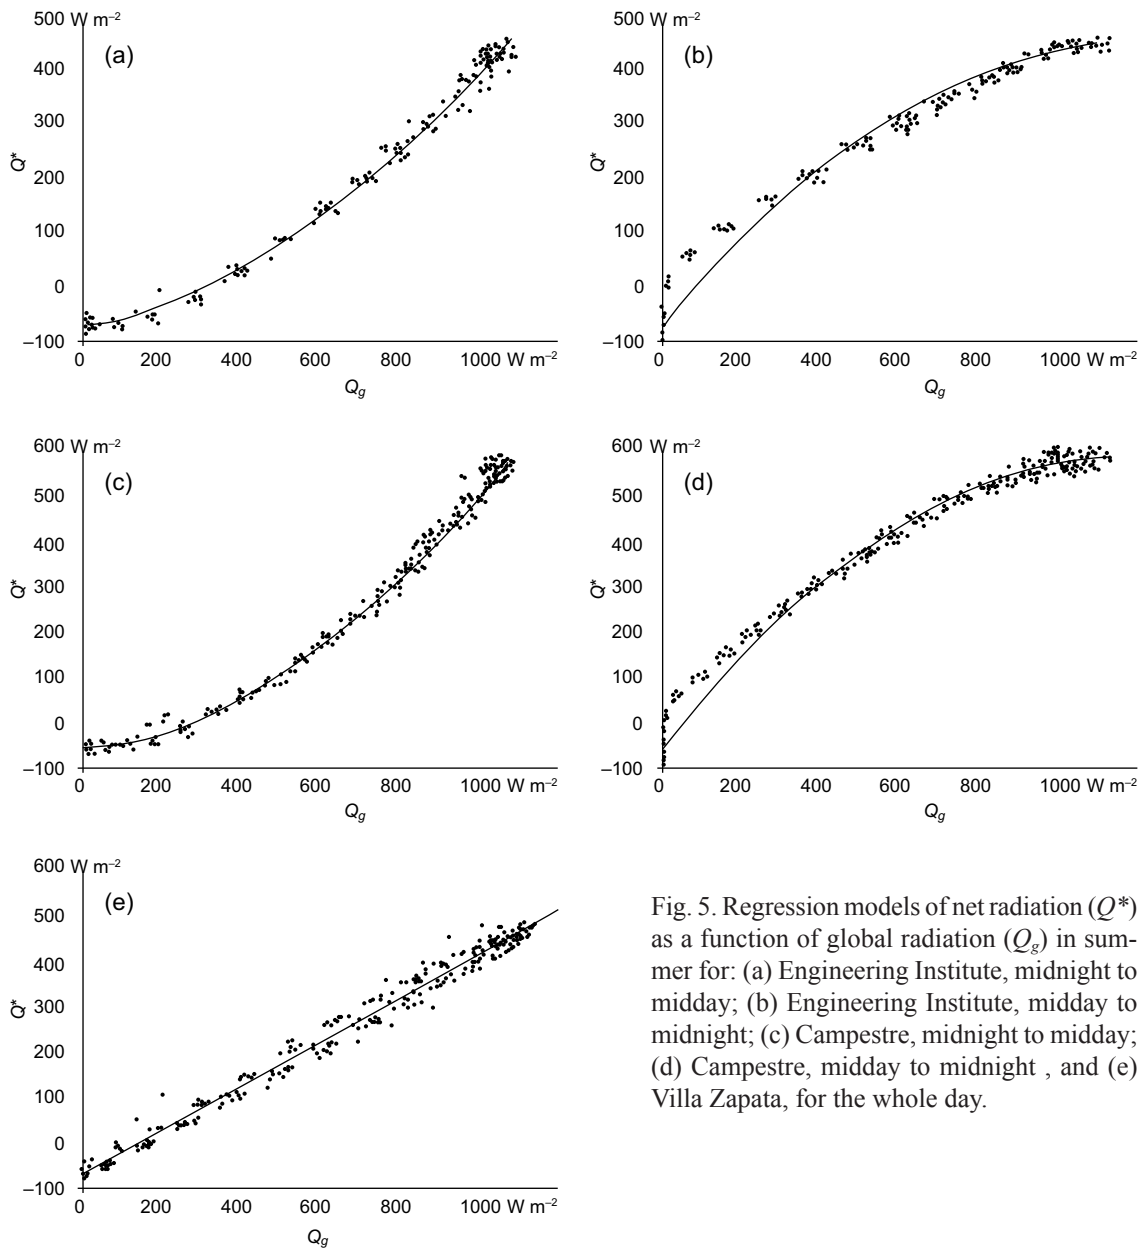 500 W m⁻²
(a)
400
300
Q*
200
100
0
–100
0 200 400 600 800 1000 W m⁻²
Q_g
500 W m⁻²
(b)
400
300
Q*
200
100
0
–100
0 200 400 600 800 1000 W m⁻²
Q_g
600 W m⁻²
(c)
500
400
300
Q*
200
100
0
–100
0 200 400 600 800 1000 W m⁻²
Q_g
600 W m⁻²
(d)
500
400
300
Q*
200
100
0
–100
0 200 400 600 800 1000 W m⁻²
Q_g
600 W m⁻²
(e)
500
400
300
Q*
200
100
0
–100
0 200 400 600 800 1000 W m⁻²
Q_g
Fig. 5. Regression models of net radiation (Q*)
as a function of global radiation (Q_g) in sum-
mer for: (a) Engineering Institute, midnight to
midday; (b) Engineering Institute, midday to
midnight; (c) Campestre, midnight to midday;
(d) Campestre, midday to midnight , and (e)
Villa Zapata, for the whole day.